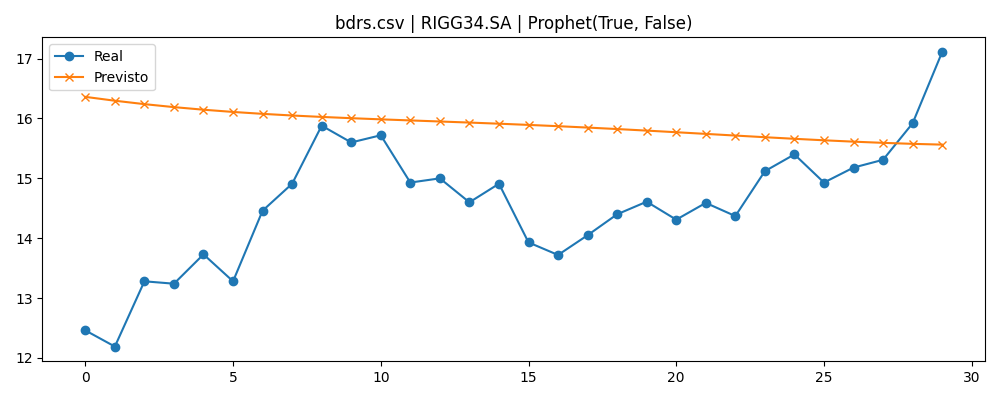 bdrs.csv | RIGG34.SA | Prophet(True, False)
Real
Previsto
17
16
15
14
13
12
0 5 10 15 20 25 30